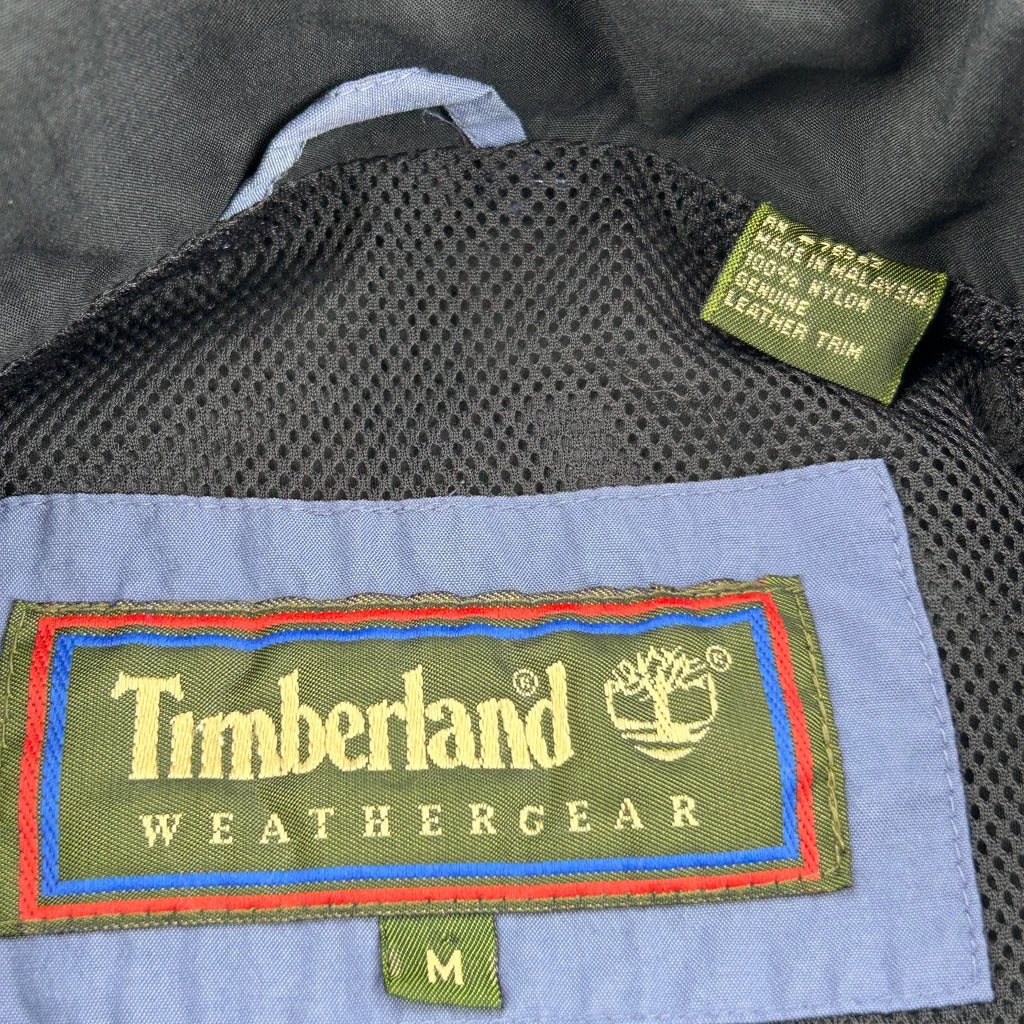 MADE IN MALAYSIA
100% NYLON
GENUINE
LEATHER TRIM
Timberland®
®
WEATHERGEAR
M